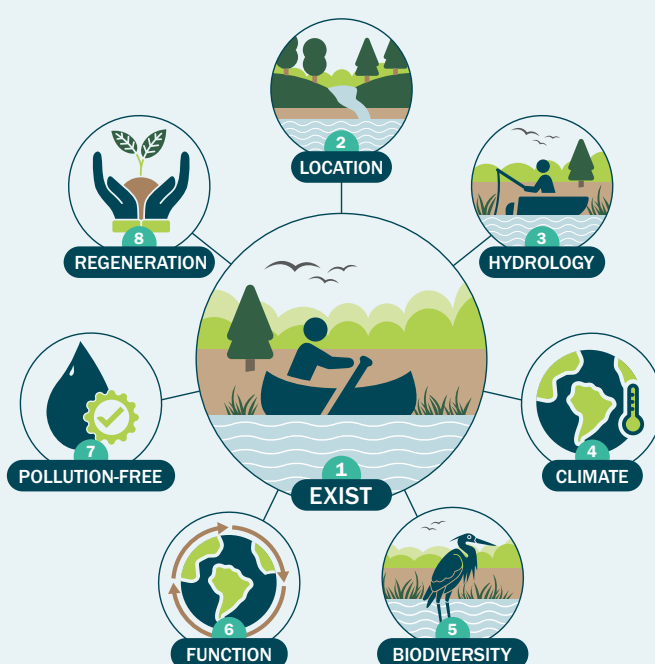 1
EXIST
2
LOCATION
3
HYDROLOGY
4
CLIMATE
5
BIODIVERSITY
6
FUNCTION
7
POLLUTION-FREE
8
REGENERATION